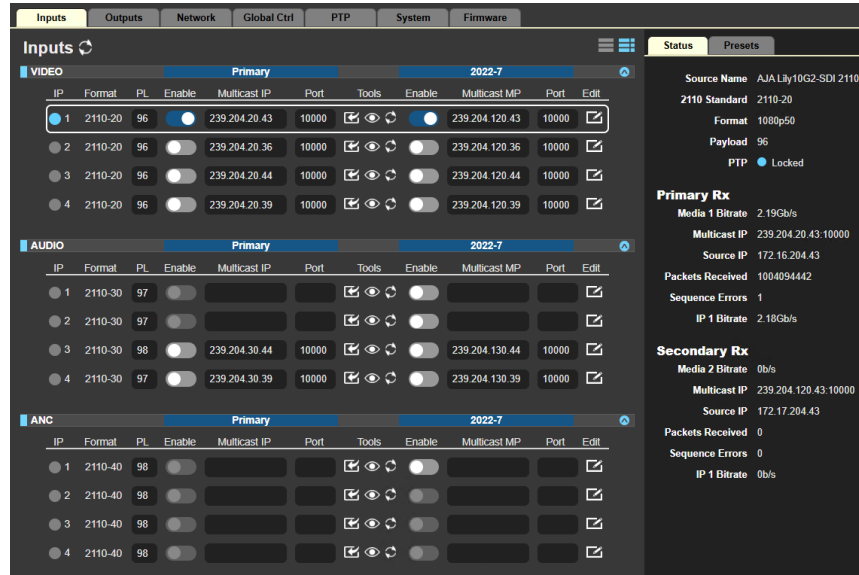 Inputs Outputs Network Global Ctrl PTP System Firmware
Inputs
VIDEO Primary 2022-7
IP Format PL Enable Multicast IP Port Tools Enable Multicast MP Port Edit
1 2110-20 96 239.204.20.43 10000 239.204.120.43 10000
2 2110-20 96 239.204.20.36 10000 239.204.120.36 10000
3 2110-20 96 239.204.20.44 10000 239.204.120.44 10000
4 2110-20 96 239.204.20.39 10000 239.204.120.39 10000
AUDIO Primary 2022-7
IP Format PL Enable Multicast IP Port Tools Enable Multicast MP Port Edit
1 2110-30 97
2 2110-30 97
3 2110-30 98 239.204.30.44 10000 239.204.130.44 10000
4 2110-30 97 239.204.30.39 10000 239.204.130.39 10000
ANC Primary 2022-7
IP Format PL Enable Multicast IP Port Tools Enable Multicast MP Port Edit
1 2110-40 98
2 2110-40 98
3 2110-40 98
4 2110-40 98
Status Presets
Source Name AJA Lily10G2-SDI 2110
2110 Standard 2110-20
Format 1080p50
Payload 96
PTP Locked
Primary Rx
Media 1 Bitrate 2.19Gb/s
Multicast IP 239.204.20.43:10000
Source IP 172.16.204.43
Packets Received 1004094442
Sequence Errors 1
IP 1 Bitrate 2.18Gb/s
Secondary Rx
Media 2 Bitrate 0b/s
Multicast IP 239.204.120.43:10000
Source IP 172.17.204.43
Packets Received 0
Sequence Errors 0
IP 1 Bitrate 0b/s